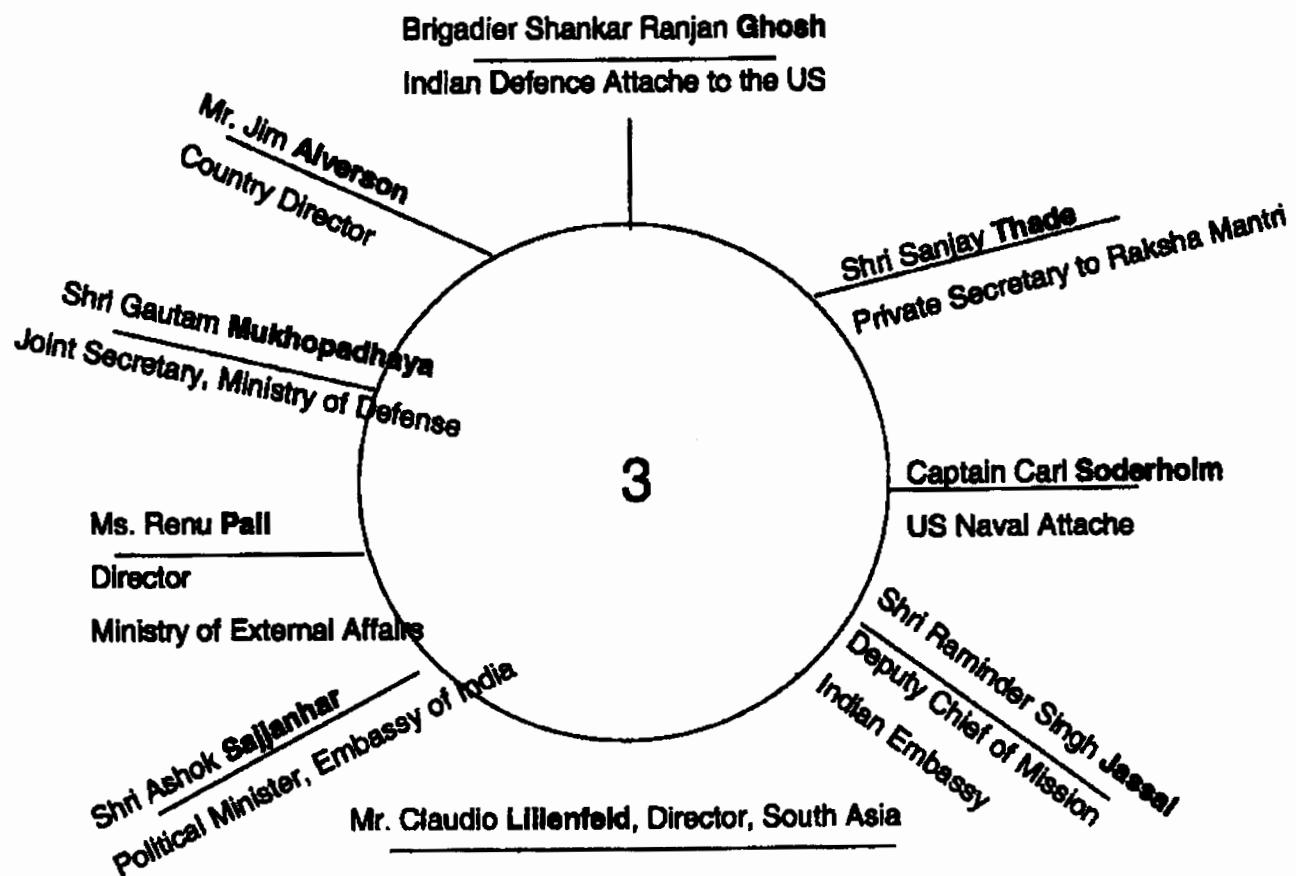 Brigadier Shankar Ranjan Ghosh
Indian Defence Attache to the US
Mr. Jim Alverson
Country Director
Shri Sanjay Thade
Private Secretary to Raksha Mantri
Shri Gautam Mukhopadhaya
Joint Secretary, Ministry of Defense
3
Captain Carl Soderholm
US Naval Attache
Ms. Renu Pall
Director
Ministry of External Affairs
Shri Raminder Singh Jassal
Deputy Chief of Mission
Indian Embassy
Shri Ashok Sajjanhar
Political Minister, Embassy of India
Mr. Claudio Lilienfeld, Director, South Asia